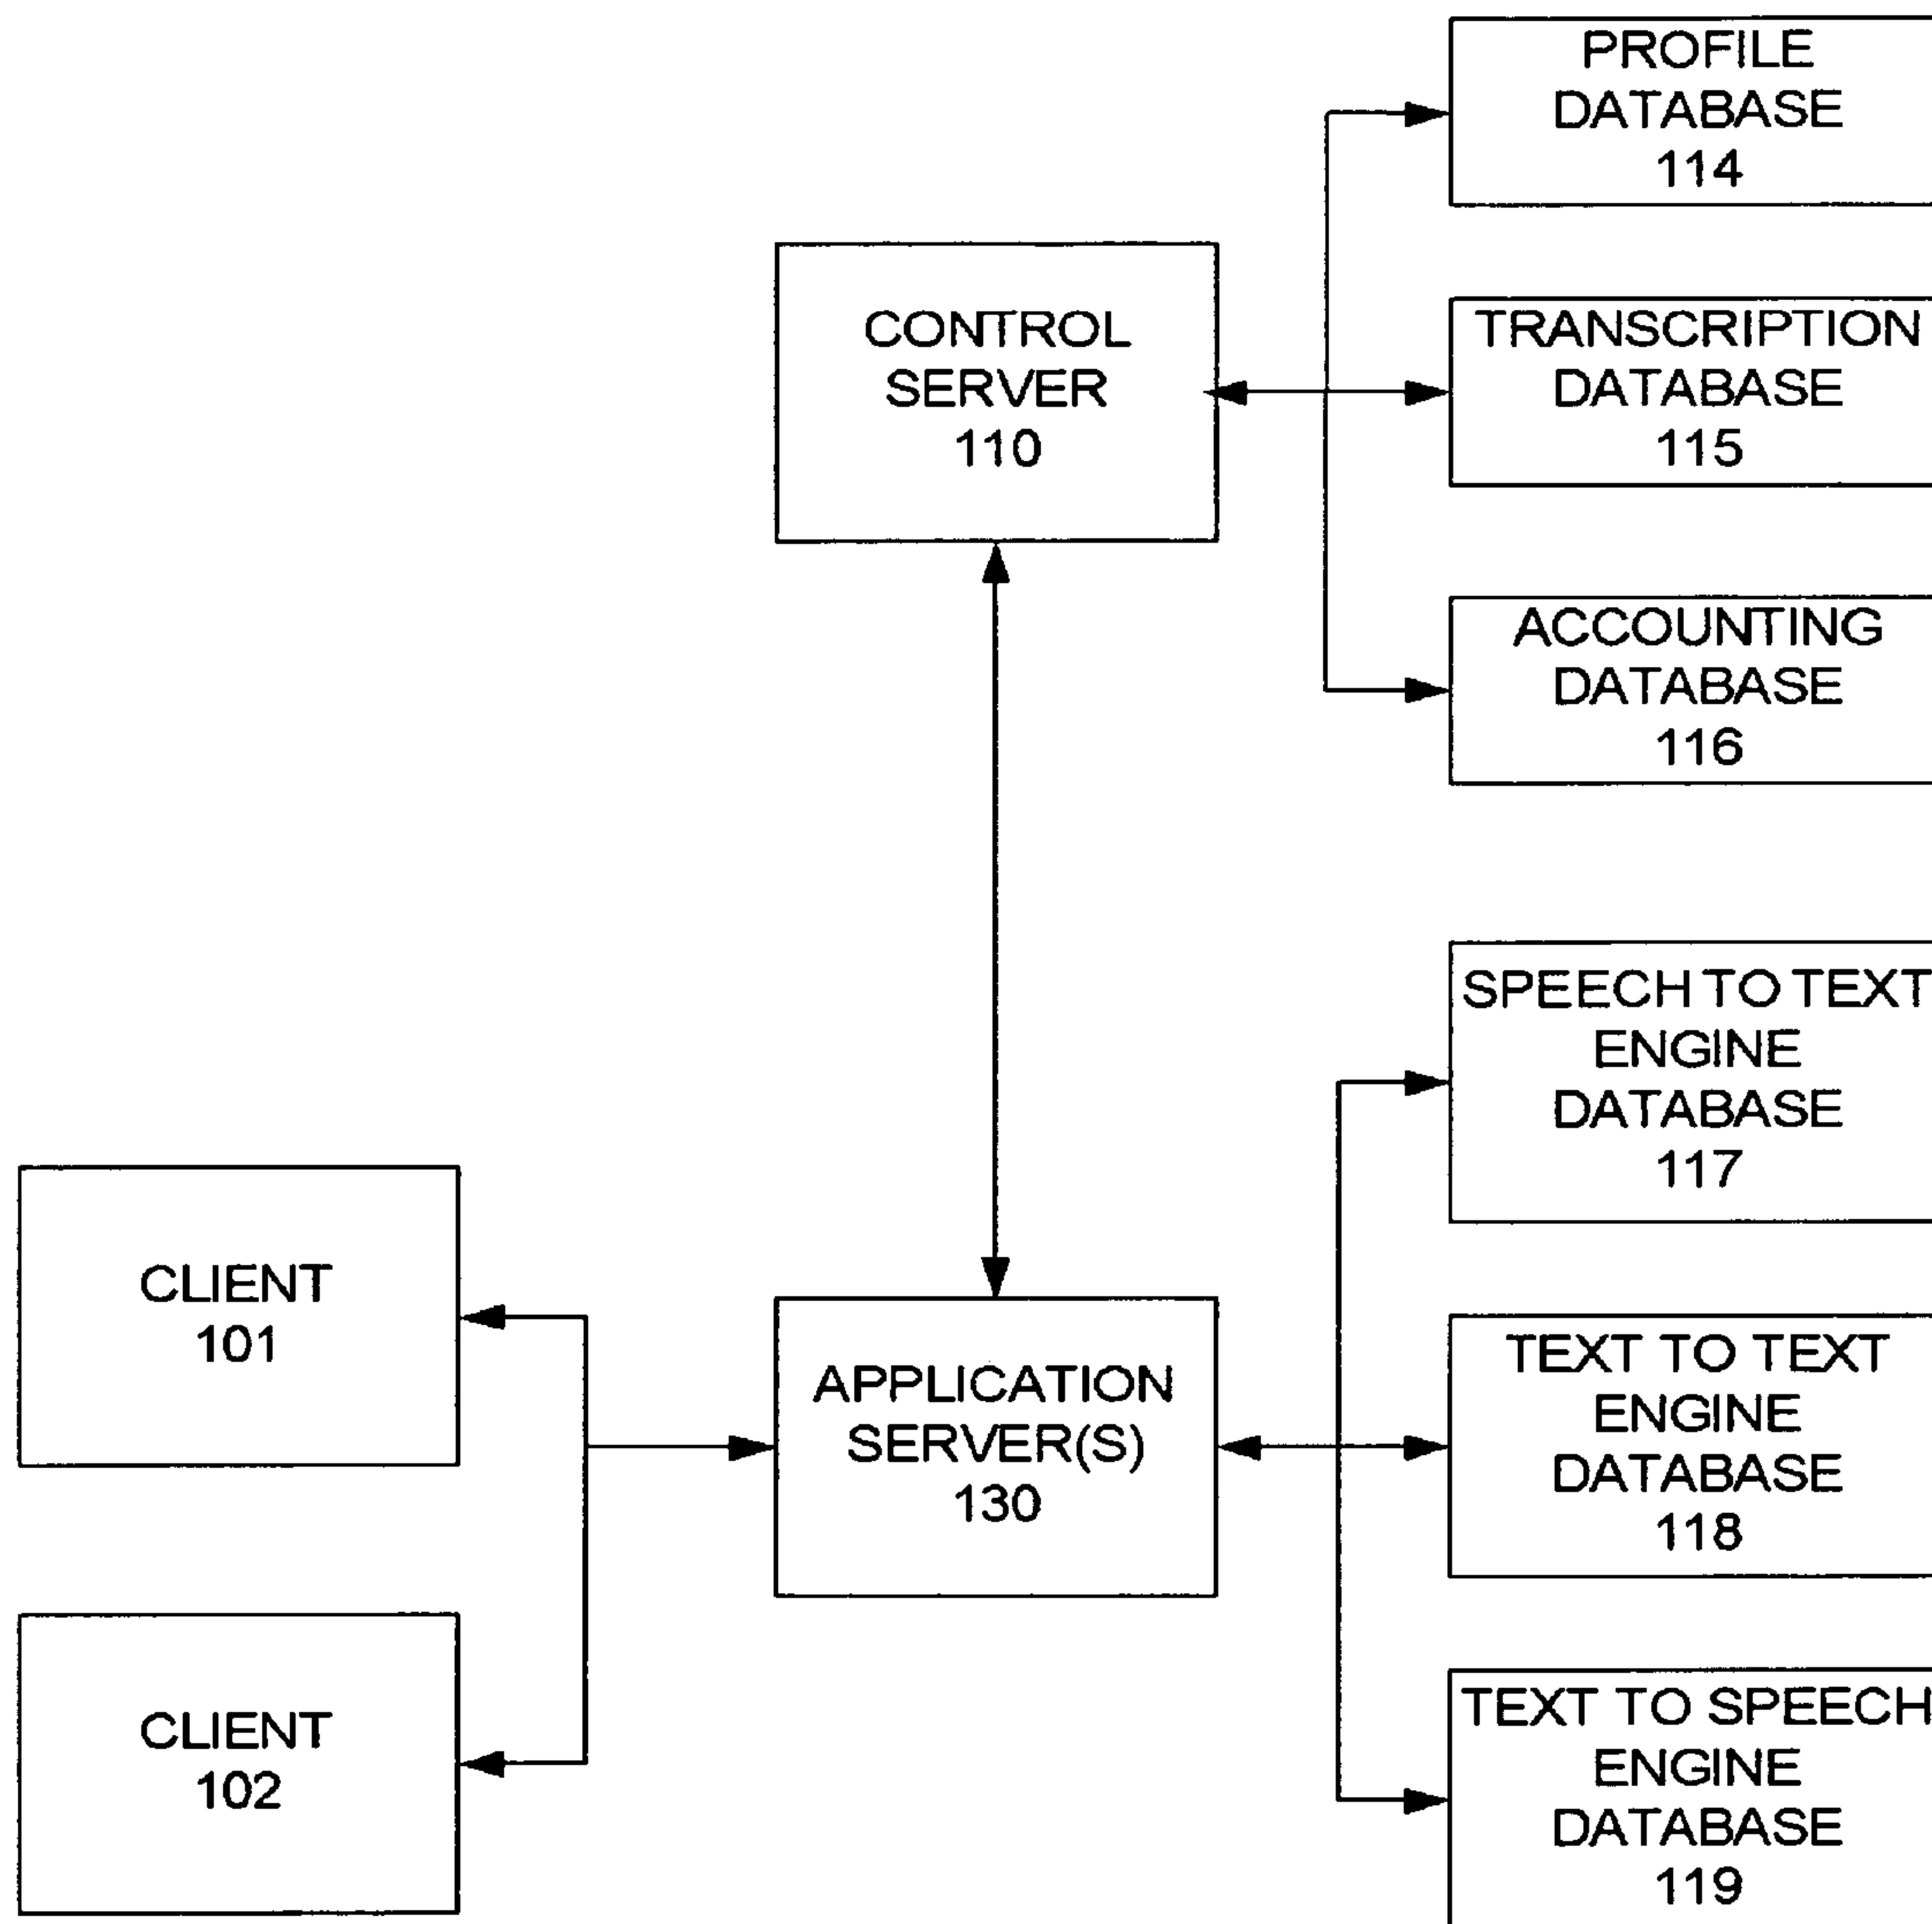 PROFILE
DATABASE
114
CONTROL
SERVER
110
TRANSCRIPTION
DATABASE
115
ACCOUNTING
DATABASE
116
SPEECH TO TEXT
ENGINE
DATABASE
117
CLIENT
101
APPLICATION
SERVER(S)
130
TEXT TO TEXT
ENGINE
DATABASE
118
CLIENT
102
TEXT TO SPEECH
ENGINE
DATABASE
119